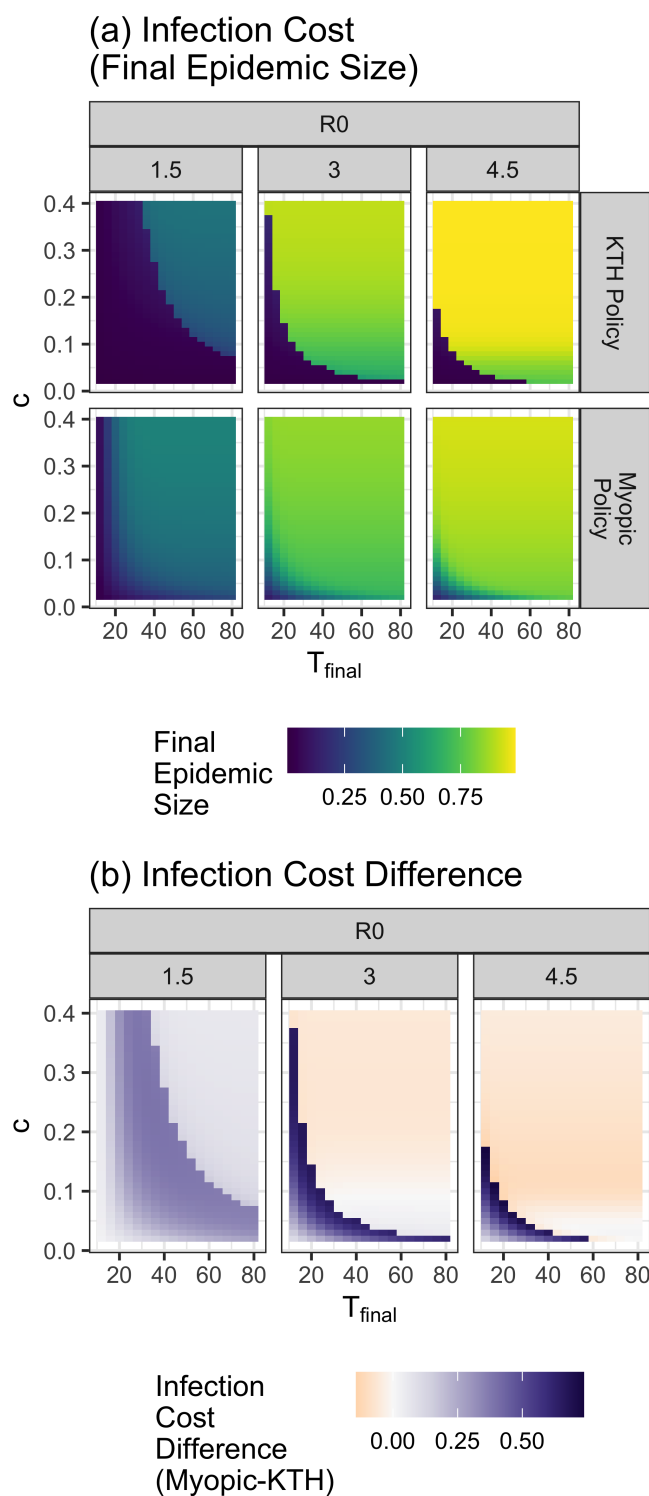 (a) Infection Cost
(Final Epidemic Size)
R0
1.5 3 4.5
0.4
0.3
0.2
0.1
0.0
KTH Policy
c
0.4
0.3
0.2
0.1
0.0
Myopic
Policy
20 40 60 80 20 40 60 80 20 40 60 80
Tfinal
Final
Epidemic
Size
0.25 0.50 0.75
(b) Infection Cost Difference
R0
1.5 3 4.5
0.4
0.3
0.2
0.1
0.0
c
20 40 60 80 20 40 60 80 20 40 60 80
Tfinal
Infection
Cost
Difference
(Myopic-KTH)
0.00 0.25 0.50